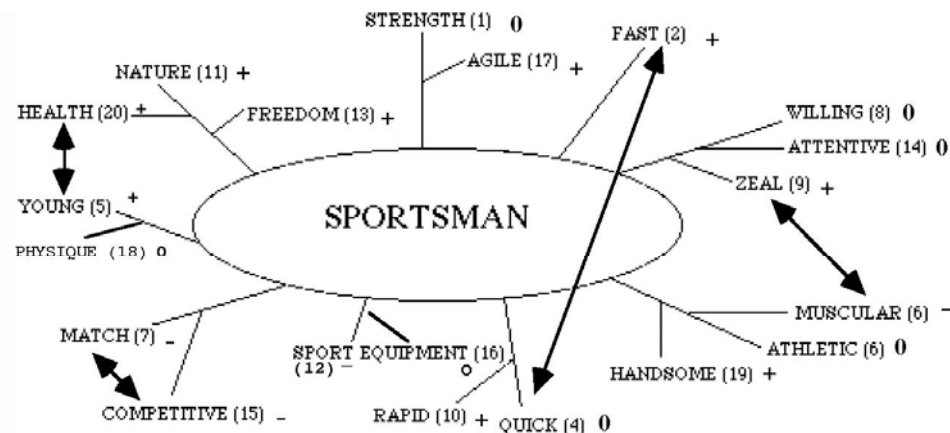 STRENGTH (1) 0
FAST (2) +
AGILE (17) +
NATURE (11) +
HEALTH (20) +
FREEDOM (13) +
WILLING (8) 0
ATTENTIVE (14) 0
ZEAL (9) +
YOUNG (5) +
SPORTSMAN
PHYSIQUE (18) 0
MUSCULAR (6) -
MATCH (7) -
ATHLETIC (6) 0
SPORT EQUIPMENT (16)
(12) - 0
HANDSOME (19) +
COMPETITIVE (15) -
RAPID (10) +
QUICK (4) 0